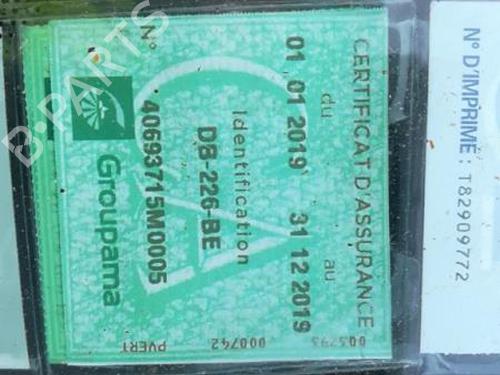 CERTIFICAT D'ASSURANCE
du au
01 01 2019 31 12 2019
Identification
DB-226-BE
N° 40693715M0005
Groupama
000742
PVERT
N° D'IMPRIMÉ : T82909772
B-PARTS